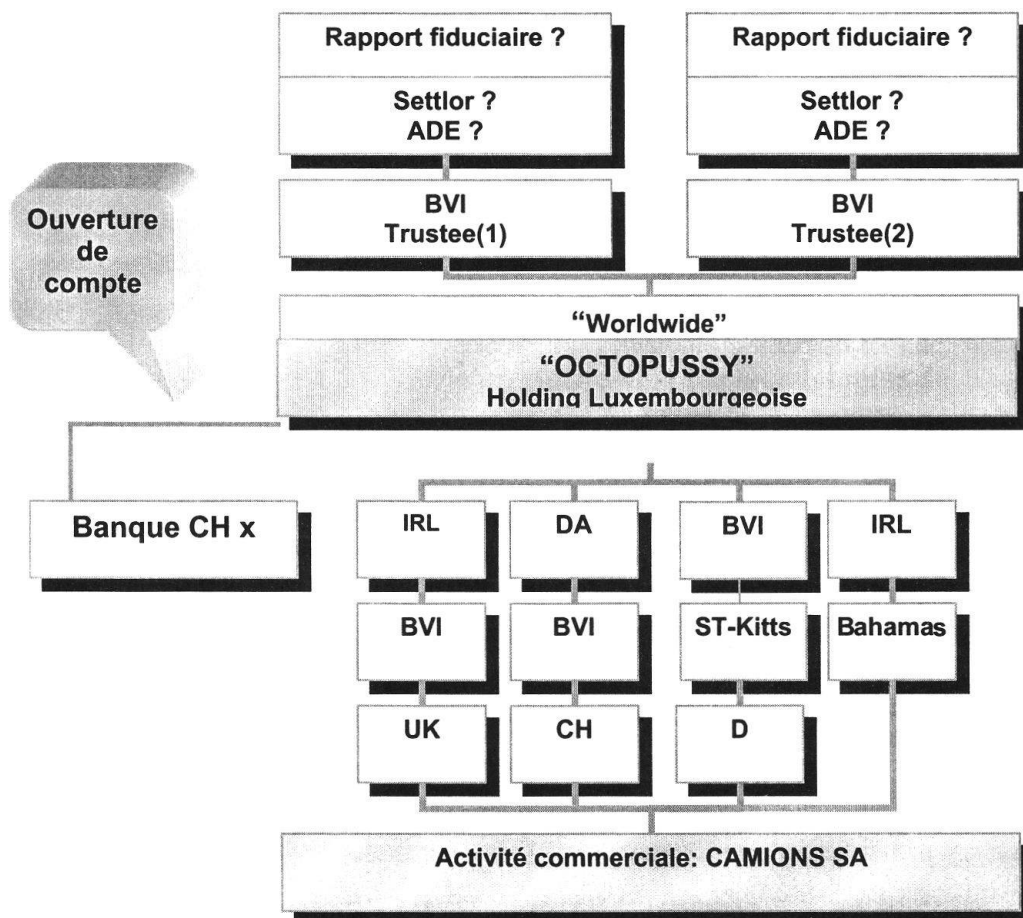 Rapport fiduciaire ?
Settlor ?
ADE ?
Rapport fiduciaire ?
Settlor ?
ADE ?
BVI
Trustee(1)
BVI
Trustee(2)
Ouverture
de
compte
“Worldwide”
“OCTOPUSSY”
Holding Luxembourgeoise
Banque CH x
IRL
DA
BVI
IRL
BVI
BVI
ST-Kitts
Bahamas
UK
CH
D
Activité commerciale: CAMIONS SA